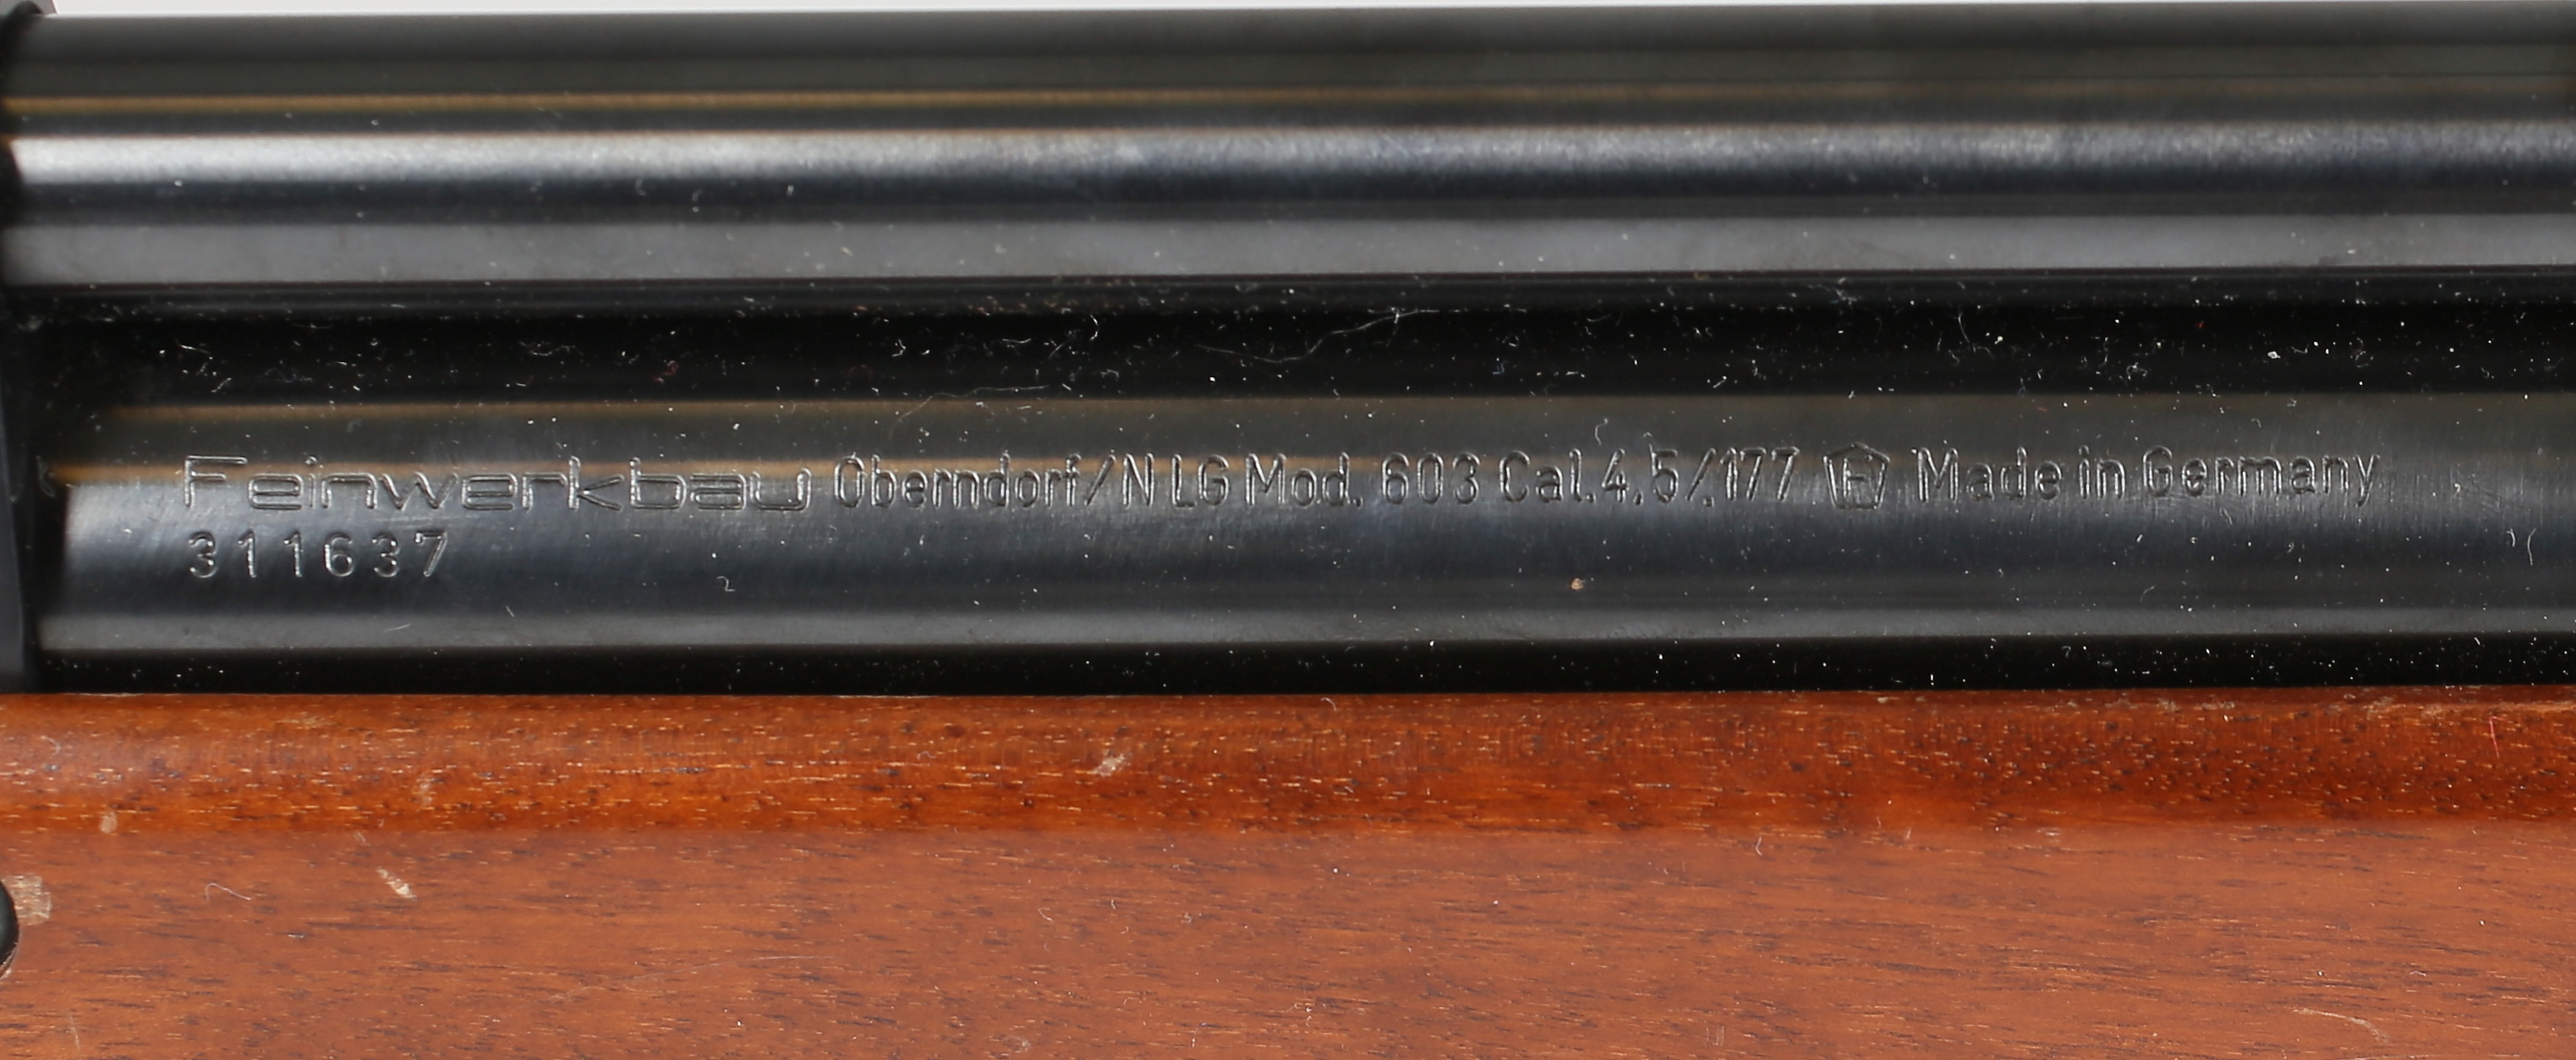 Feinwerkbau Oberndorf/N LG Mod. 603 Cal. 4,5/.177 F Made in Germany
311637